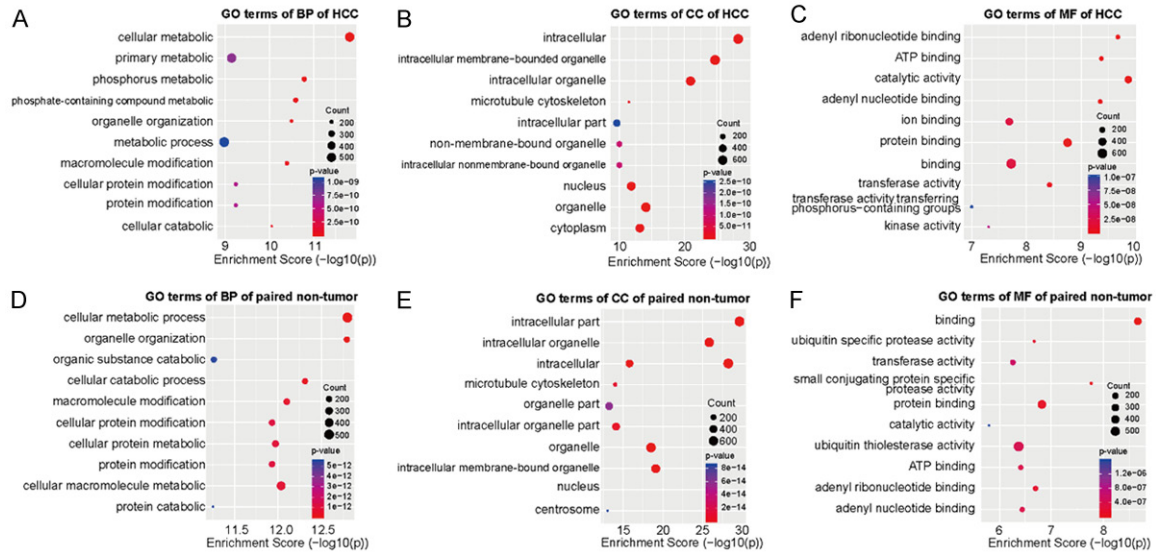 A
GO terms of BP of HCC
cellular metabolic
primary metabolic
phosphorus metabolic
phosphate-containing compound metabolic
organelle organization
metabolic process
macromolecule modification
cellular protein modification
protein modification
cellular catabolic
Count
200
300
400
500
p-value
1.0e-09
7.5e-10
5.0e-10
2.5e-10
9 10 11
Enrichment Score (−log10(p))
B
GO terms of CC of HCC
intracellular
intracellular membrane-bounded organelle
intracellular organelle
microtubule cytoskeleton
intracellular part
non-membrane-bound organelle
intracellular nonmembrane-bound organelle
nucleus
organelle
cytoplasm
Count
200
400
600
p-value
2.5e-10
2.0e-10
1.5e-10
1.0e-10
5.0e-11
10 20 30
Enrichment Score (−log10(p))
C
GO terms of MF of HCC
adenyl ribonucleotide binding
ATP binding
catalytic activity
adenyl nucleotide binding
ion binding
protein binding
binding
transferase activity
transferase activity transferring
phosphorus-containing groups
kinase activity
Count
200
400
600
p-value
1.0e-07
7.5e-08
5.0e-08
2.5e-08
7 8 9 10
Enrichment Score (−log10(p))
D
GO terms of BP of paired non-tumor
cellular metabolic process
organelle organization
organic substance catabolic
cellular catabolic process
macromolecule modification
cellular protein modification
cellular protein metabolic
protein modification
cellular macromolecule metabolic
protein catabolic
Count
200
300
400
500
p-value
5e-12
4e-12
3e-12
2e-12
1e-12
11.5 12.0 12.5
Enrichment Score (−log10(p))
E
GO terms of CC of paired non-tumor
intracellular part
intracellular organelle
intracellular
microtubule cytoskeleton
organelle part
intracellular organelle part
organelle
intracellular membrane-bound organelle
nucleus
centrosome
Count
200
400
600
p-value
8e-14
6e-14
4e-14
2e-14
15 20 25 30
Enrichment Score (−log10(p))
F
GO terms of MF of paired non-tumor
binding
ubiquitin specific protease activity
transferase activity
small conjugating protein specific
protease activity
protein binding
catalytic activity
ubiquitin thiolesterase activity
ATP binding
adenyl ribonucleotide binding
adenyl nucleotide binding
Count
200
300
400
500
p-value
1.2e-06
8.0e-07
4.0e-07
6 7 8
Enrichment Score (−log10(p))